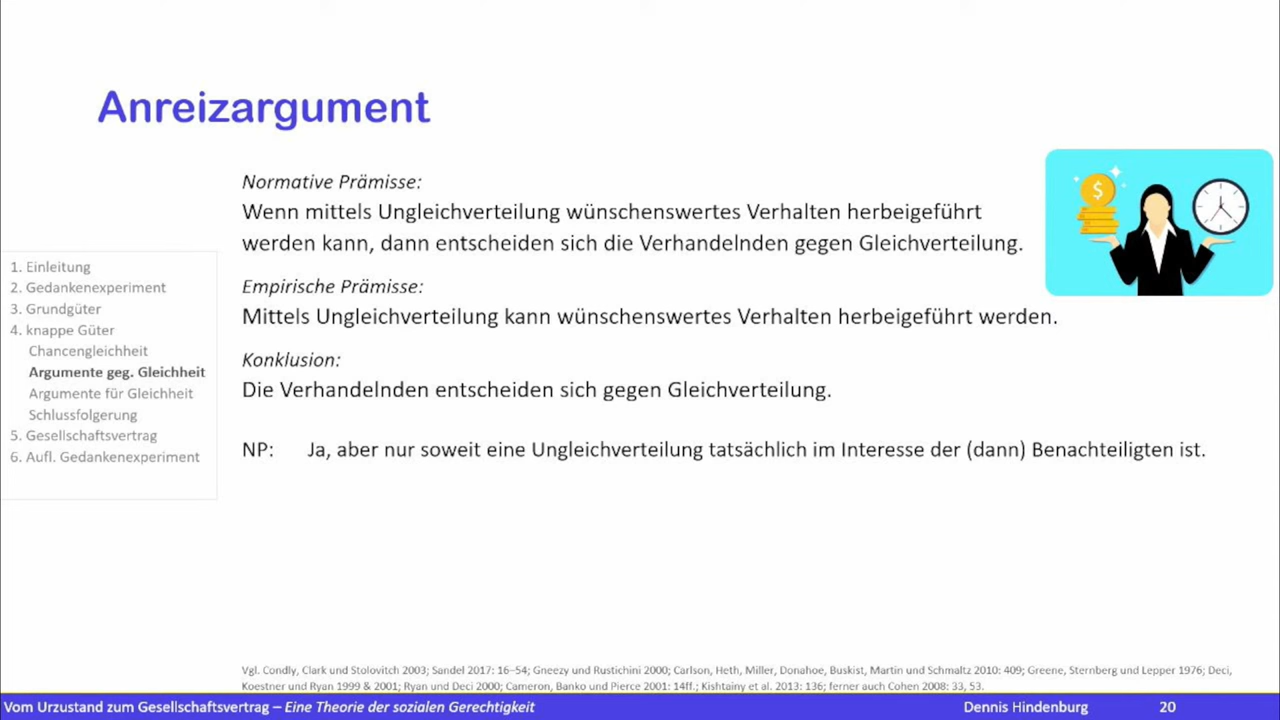 Anreizargument
Normative Prämisse:
Wenn mittels Ungleichverteilung wünschenswertes Verhalten herbeigeführt
werden kann, dann entscheiden sich die Verhandelnden gegen Gleichverteilung.
Empirische Prämisse:
Mittels Ungleichverteilung kann wünschenswertes Verhalten herbeigeführt werden.
Konklusion:
Die Verhandelnden entscheiden sich gegen Gleichverteilung.
NP: Ja, aber nur soweit eine Ungleichverteilung tatsächlich im Interesse der (dann) Benachteiligten ist.
$
1. Einleitung
2. Gedankenexperiment
3. Grundgüter
4. knappe Güter
Chancengleichheit
Argumente geg. Gleichheit
Argumente für Gleichheit
Schlussfolgerung
5. Gesellschaftsvertrag
6. Aufl. Gedankenexperiment
Vgl. Condly, Clark und Stolovitch 2003; Sandel 2017: 16–54; Gneezy und Rustichini 2000; Carlson, Heth, Miller, Donahoe, Buskist, Martin und Schmaltz 2010: 409; Greene, Sternberg und Lepper 1976; Deci,
Koestner und Ryan 1999 & 2001; Ryan und Deci 2000; Cameron, Banko und Pierce 2001: 14ff.; Kishtainy et al. 2013: 136; ferner auch Cohen 2008: 33, 53.
Vom Urzustand zum Gesellschaftsvertrag – Eine Theorie der sozialen Gerechtigkeit Dennis Hindenburg 20